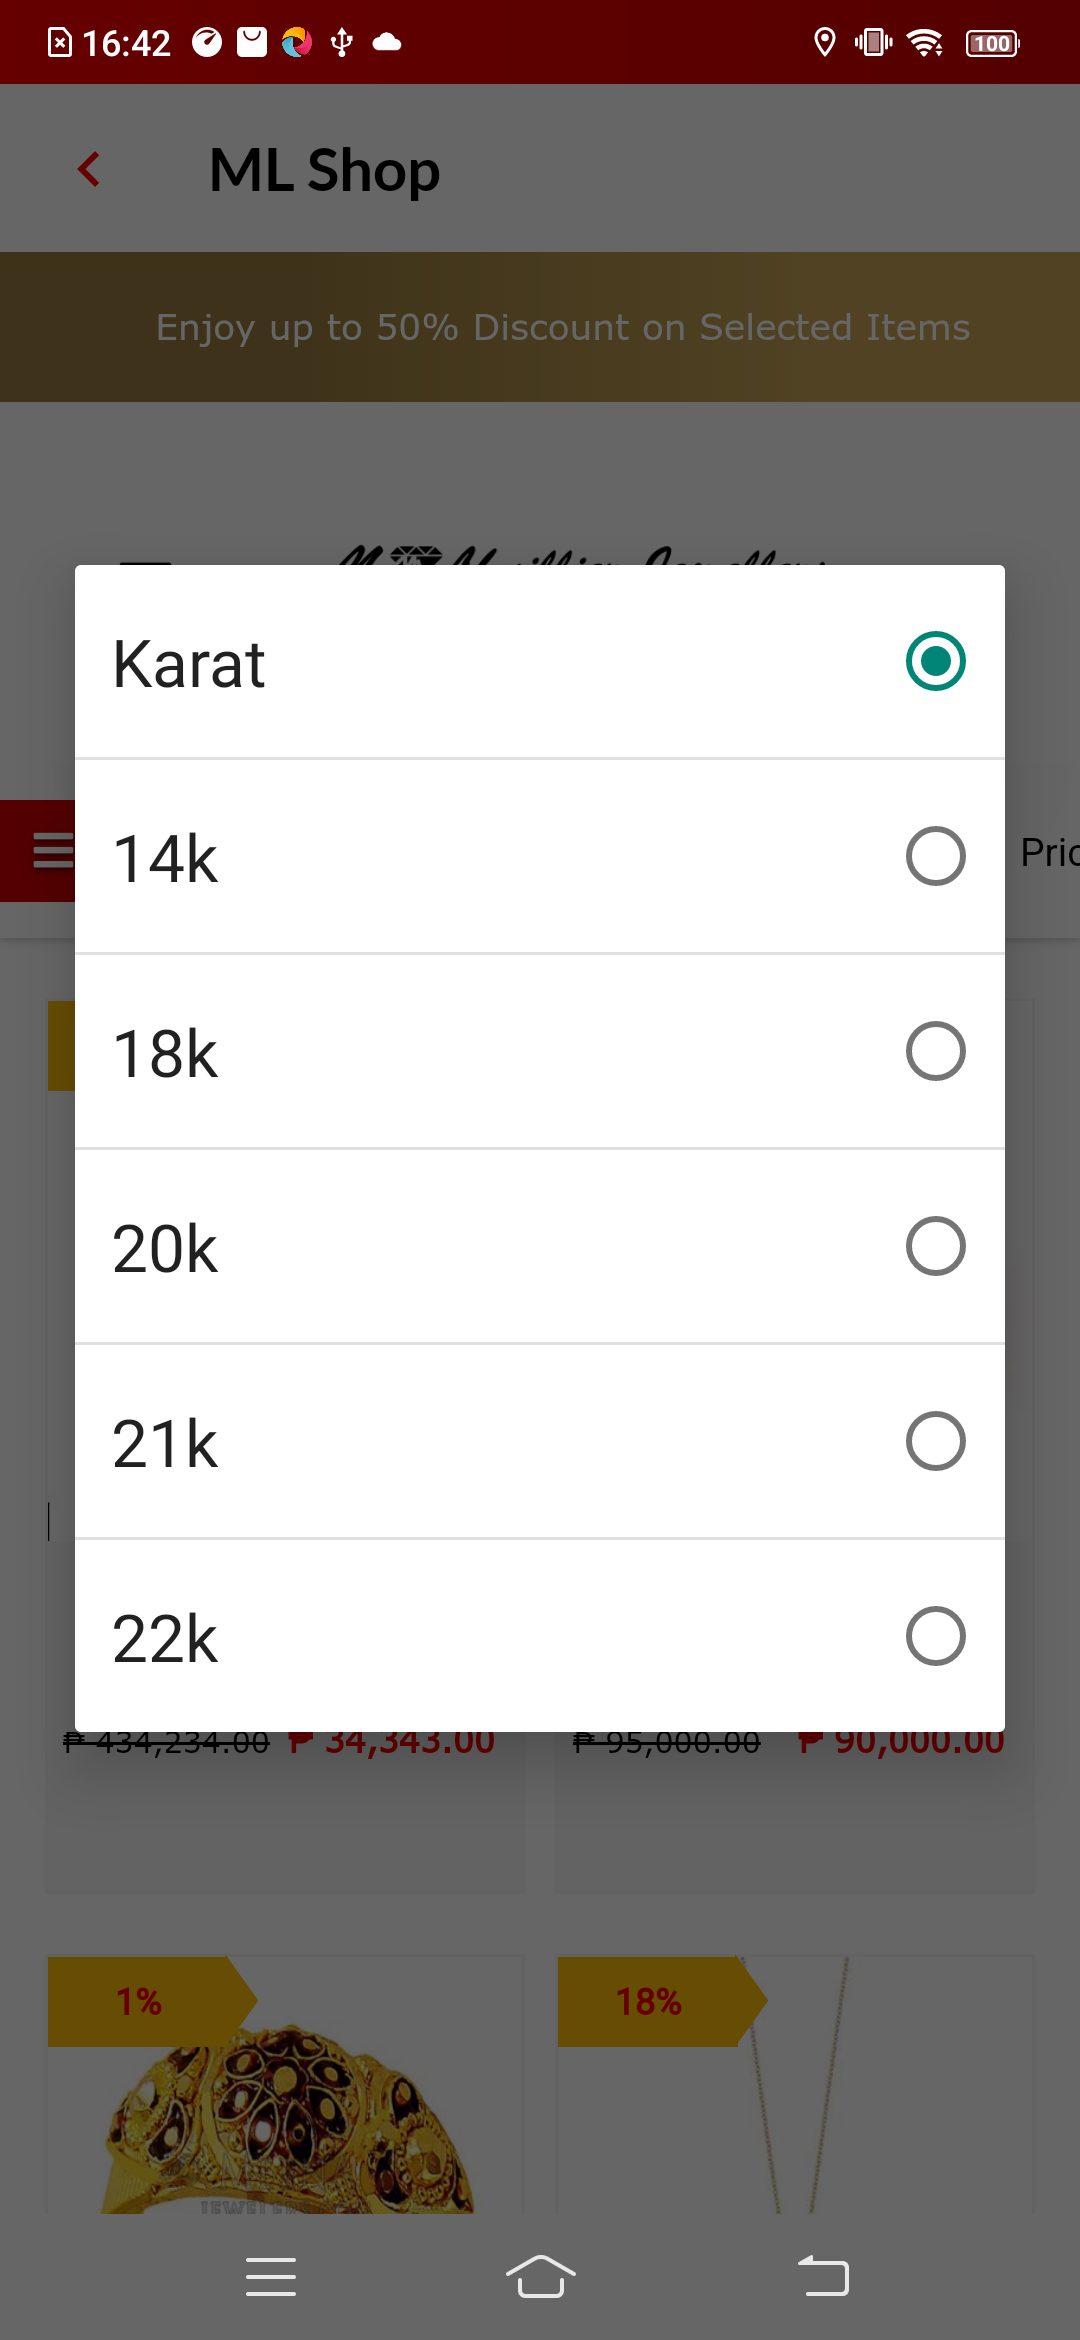 16:42
100
ML Shop
Enjoy up to 50% Discount on Selected Items
Karat
14k
Pric
18k
20k
21k
22k
₱ 434,234.00 ₱ 34,343.00
₱ 95,000.00 ₱ 90,000.00
1%
18%